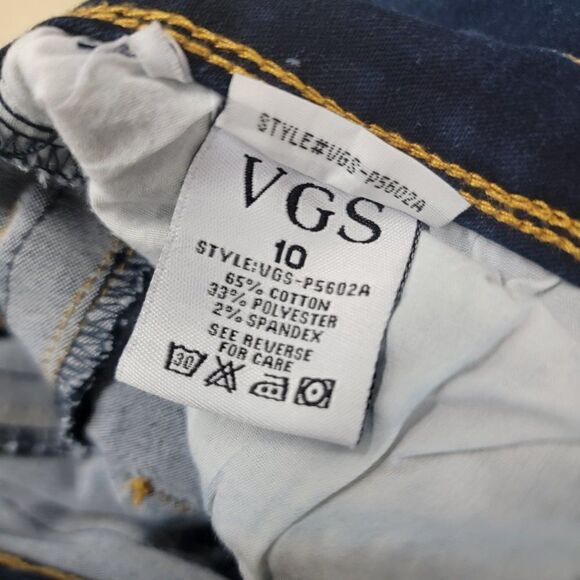 STYLE#VGS-P5602A
VGS
10
STYLE:VGS-P5602A
65% COTTON
33% POLYESTER
2% SPANDEX
SEE REVERSE
FOR CARE
30